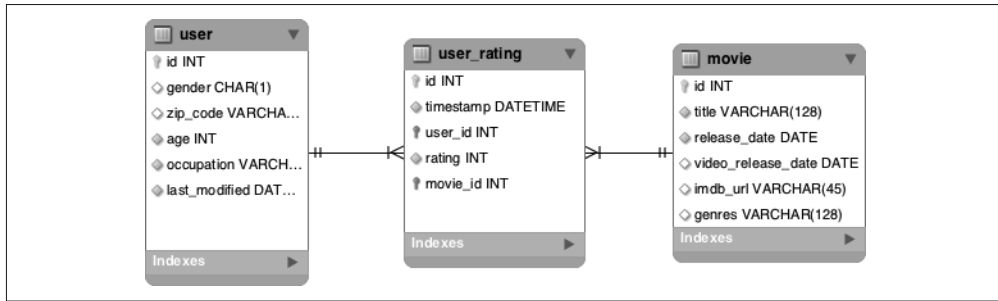 user
id INT
gender CHAR(1)
zip_code VARCHA...
age INT
occupation VARCH...
last_modified DAT...
Indexes
user_rating
id INT
timestamp DATETIME
user_id INT
rating INT
movie_id INT
Indexes
movie
id INT
title VARCHAR(128)
release_date DATE
video_release_date DATE
imdb_url VARCHAR(45)
genres VARCHAR(128)
Indexes